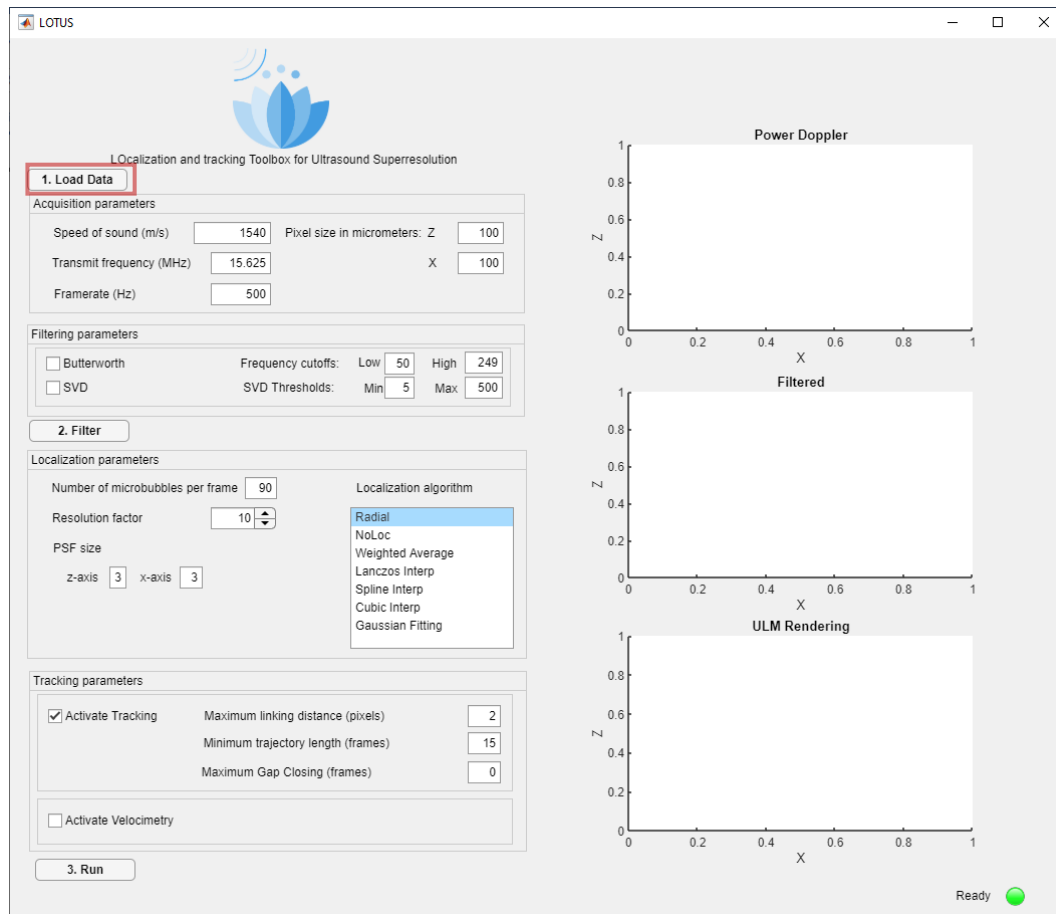 LOTUS
LOcalization and tracking Toolbox for Ultrasound Superresolution
1. Load Data
Acquisition parameters
Speed of sound (m/s) 1540 Pixel size in micrometers: Z 100
Transmit frequency (MHz) 15.625 X 100
Framerate (Hz) 500
Filtering parameters
Butterworth Frequency cutoffs: Low 50 High 249
SVD SVD Thresholds: Min 5 Max 500
2. Filter
Localization parameters
Number of microbubbles per frame 90 Localization algorithm
Resolution factor 10
PSF size
z-axis 3 x-axis 3
Radial
NoLoc
Weighted Average
Lanczos Interp
Spline Interp
Cubic Interp
Gaussian Fitting
Tracking parameters
Activate Tracking Maximum linking distance (pixels) 2
Minimum trajectory length (frames) 15
Maximum Gap Closing (frames) 0
Activate Velocimetry
3. Run
Power Doppler
1
0.8
0.6
Z
0.4
0.2
0
0 0.2 0.4 0.6 0.8 1
X
Filtered
1
0.8
0.6
Z
0.4
0.2
0
0 0.2 0.4 0.6 0.8 1
X
ULM Rendering
1
0.8
0.6
Z
0.4
0.2
0
0 0.2 0.4 0.6 0.8 1
X
Ready